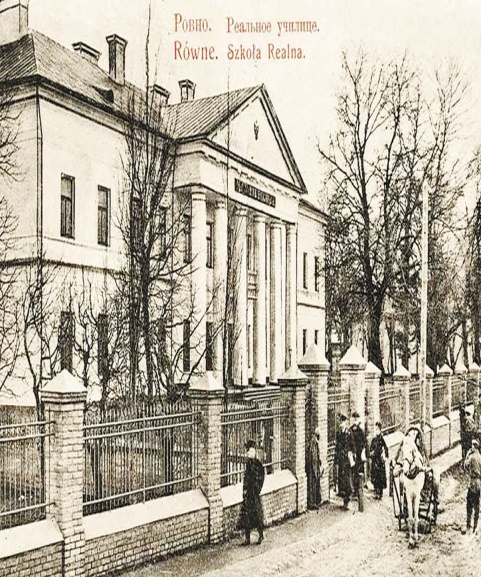 Ровно. Реальное училище.
Równe. Szkoła Realna.